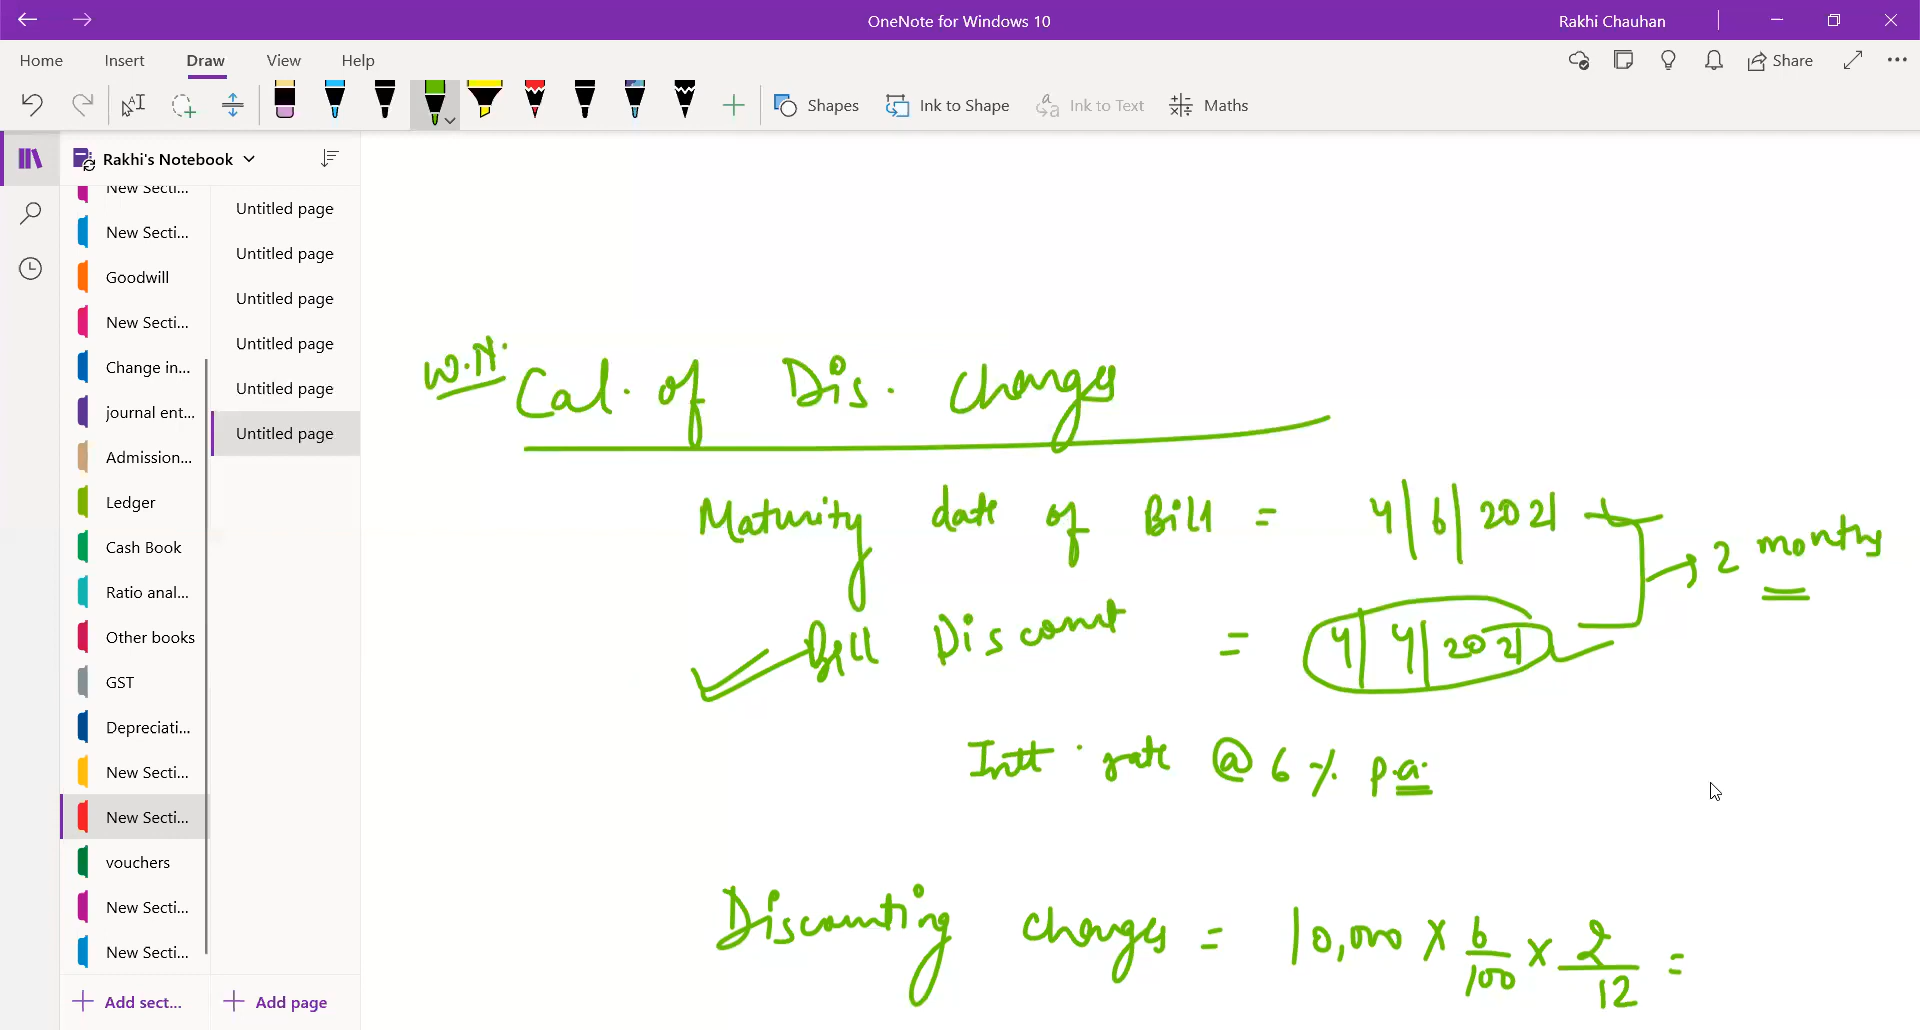 OneNote for Windows 10
Rakhi Chauhan
Home Insert Draw View Help
Share
Shapes
Ink to Shape
Ink to Text
Maths
Rakhi's Notebook
New Secti...
New Secti...
Goodwill
New Secti...
Change in...
journal ent...
Admission...
Ledger
Cash Book
Ratio anal...
Other books
GST
Depreciati...
New Secti...
New Secti...
vouchers
New Secti...
New Secti...
Add sect...
Untitled page
Untitled page
Untitled page
Untitled page
Untitled page
Untitled page
Add page
W.N. Cal. of Dis. Charges
Maturity date of Bill = 4|6|2021
2 months
Bill Discount = 4|4|2021
Intt. rate @ 6 % p.a.
Discounting charges = 10,000 × 6/100 × 2/12 =